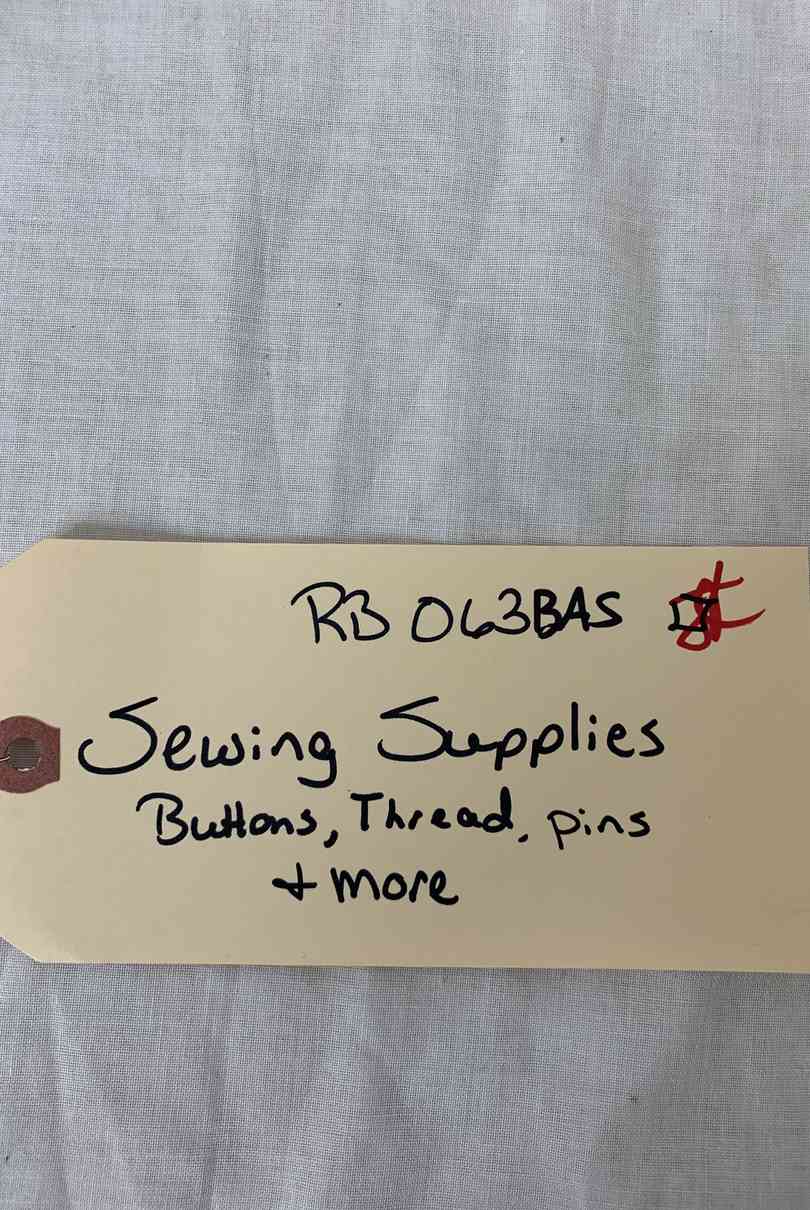 RB 063BAS
Sewing Supplies
Buttons, Thread, pins
+ more